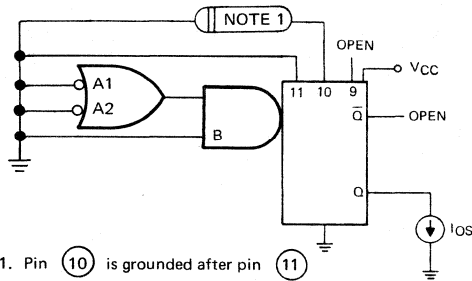 NOTE 1
OPEN
VCC
A1
A2
B
11 10 9
Q̅
OPEN
Q
IOS
1. Pin 10 is grounded after pin 11